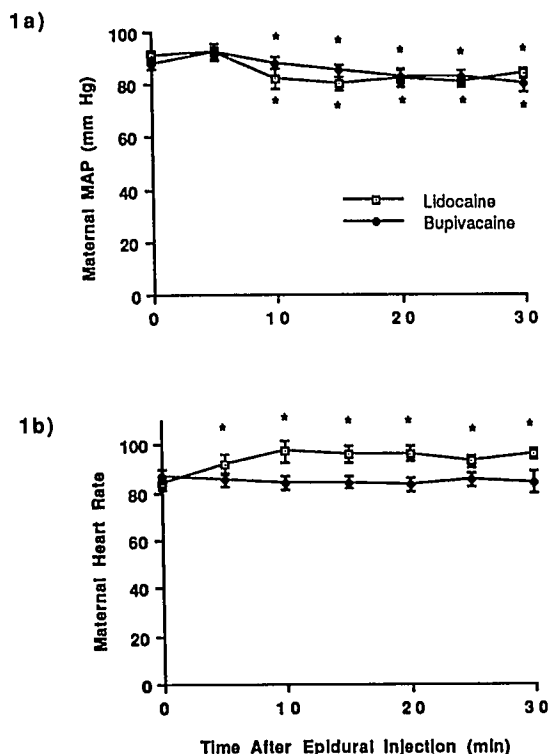 1a)
100
80
60
40
20
0
Maternal MAP (mm Hg)
* * * * *
* * * * *
Lidocaine
Bupivacaine
0 10 20 30
1b)
100
80
60
40
20
0
Maternal Heart Rate
* * * * * *
0 10 20 30
Time After Epidural Injection (min)